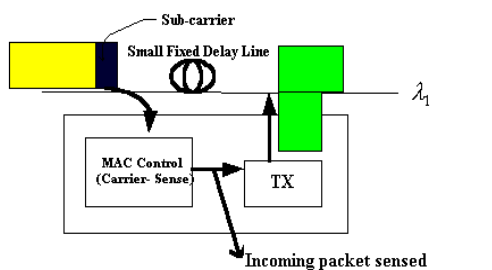 Sub-carrier
Small Fixed Delay Line
λ1
MAC Control
(Carrier- Sense)
TX
Incoming packet sensed